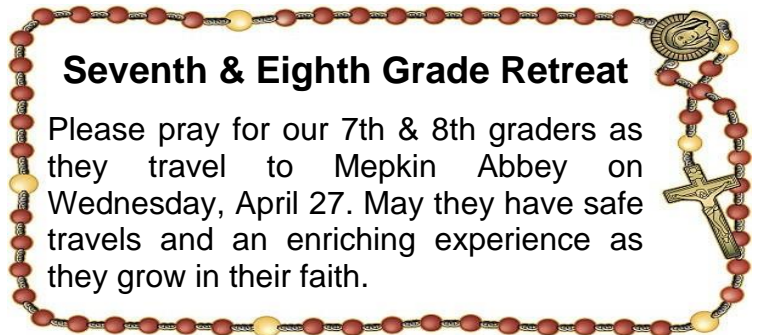 Seventh & Eighth Grade Retreat
Please pray for our 7th & 8th graders as
they travel to Mepkin Abbey on
Wednesday, April 27. May they have safe
travels and an enriching experience as
they grow in their faith.